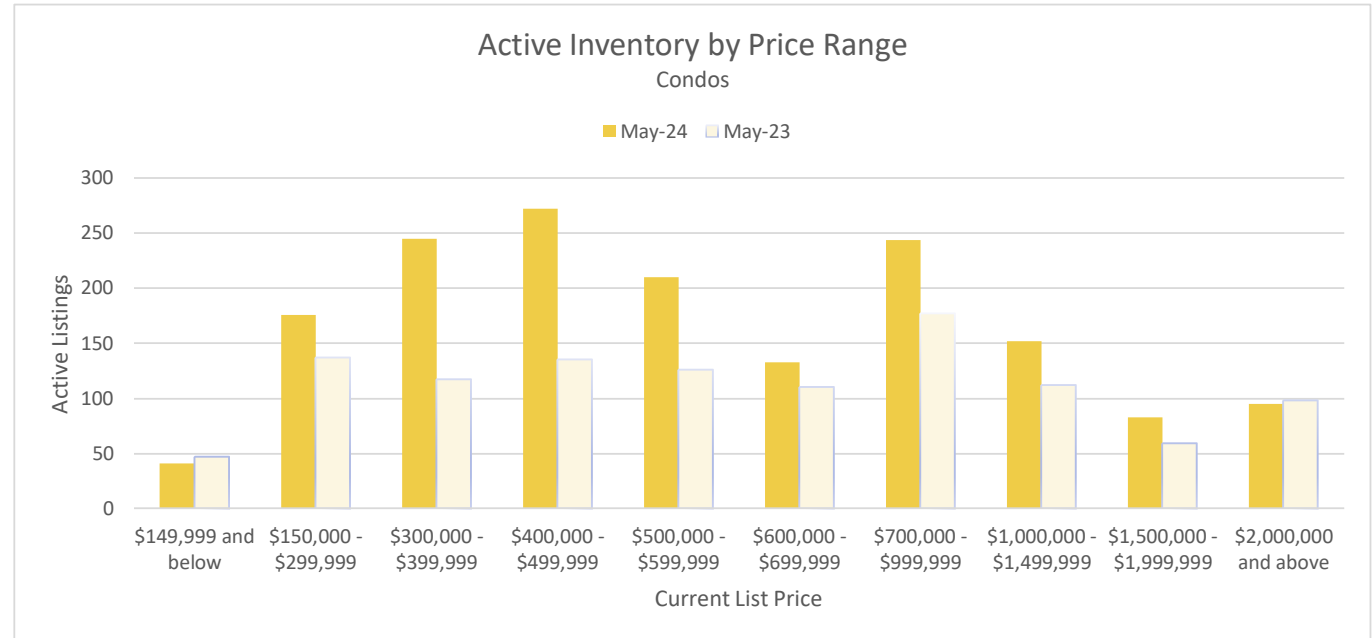 Active Inventory by Price Range
Condos
May-24 May-23
300
250
200
150
100
50
0
Active Listings
$149,999 and below
$150,000 - $299,999
$300,000 - $399,999
$400,000 - $499,999
$500,000 - $599,999
$600,000 - $699,999
$700,000 - $999,999
$1,000,000 - $1,499,999
$1,500,000 - $1,999,999
$2,000,000 and above
Current List Price